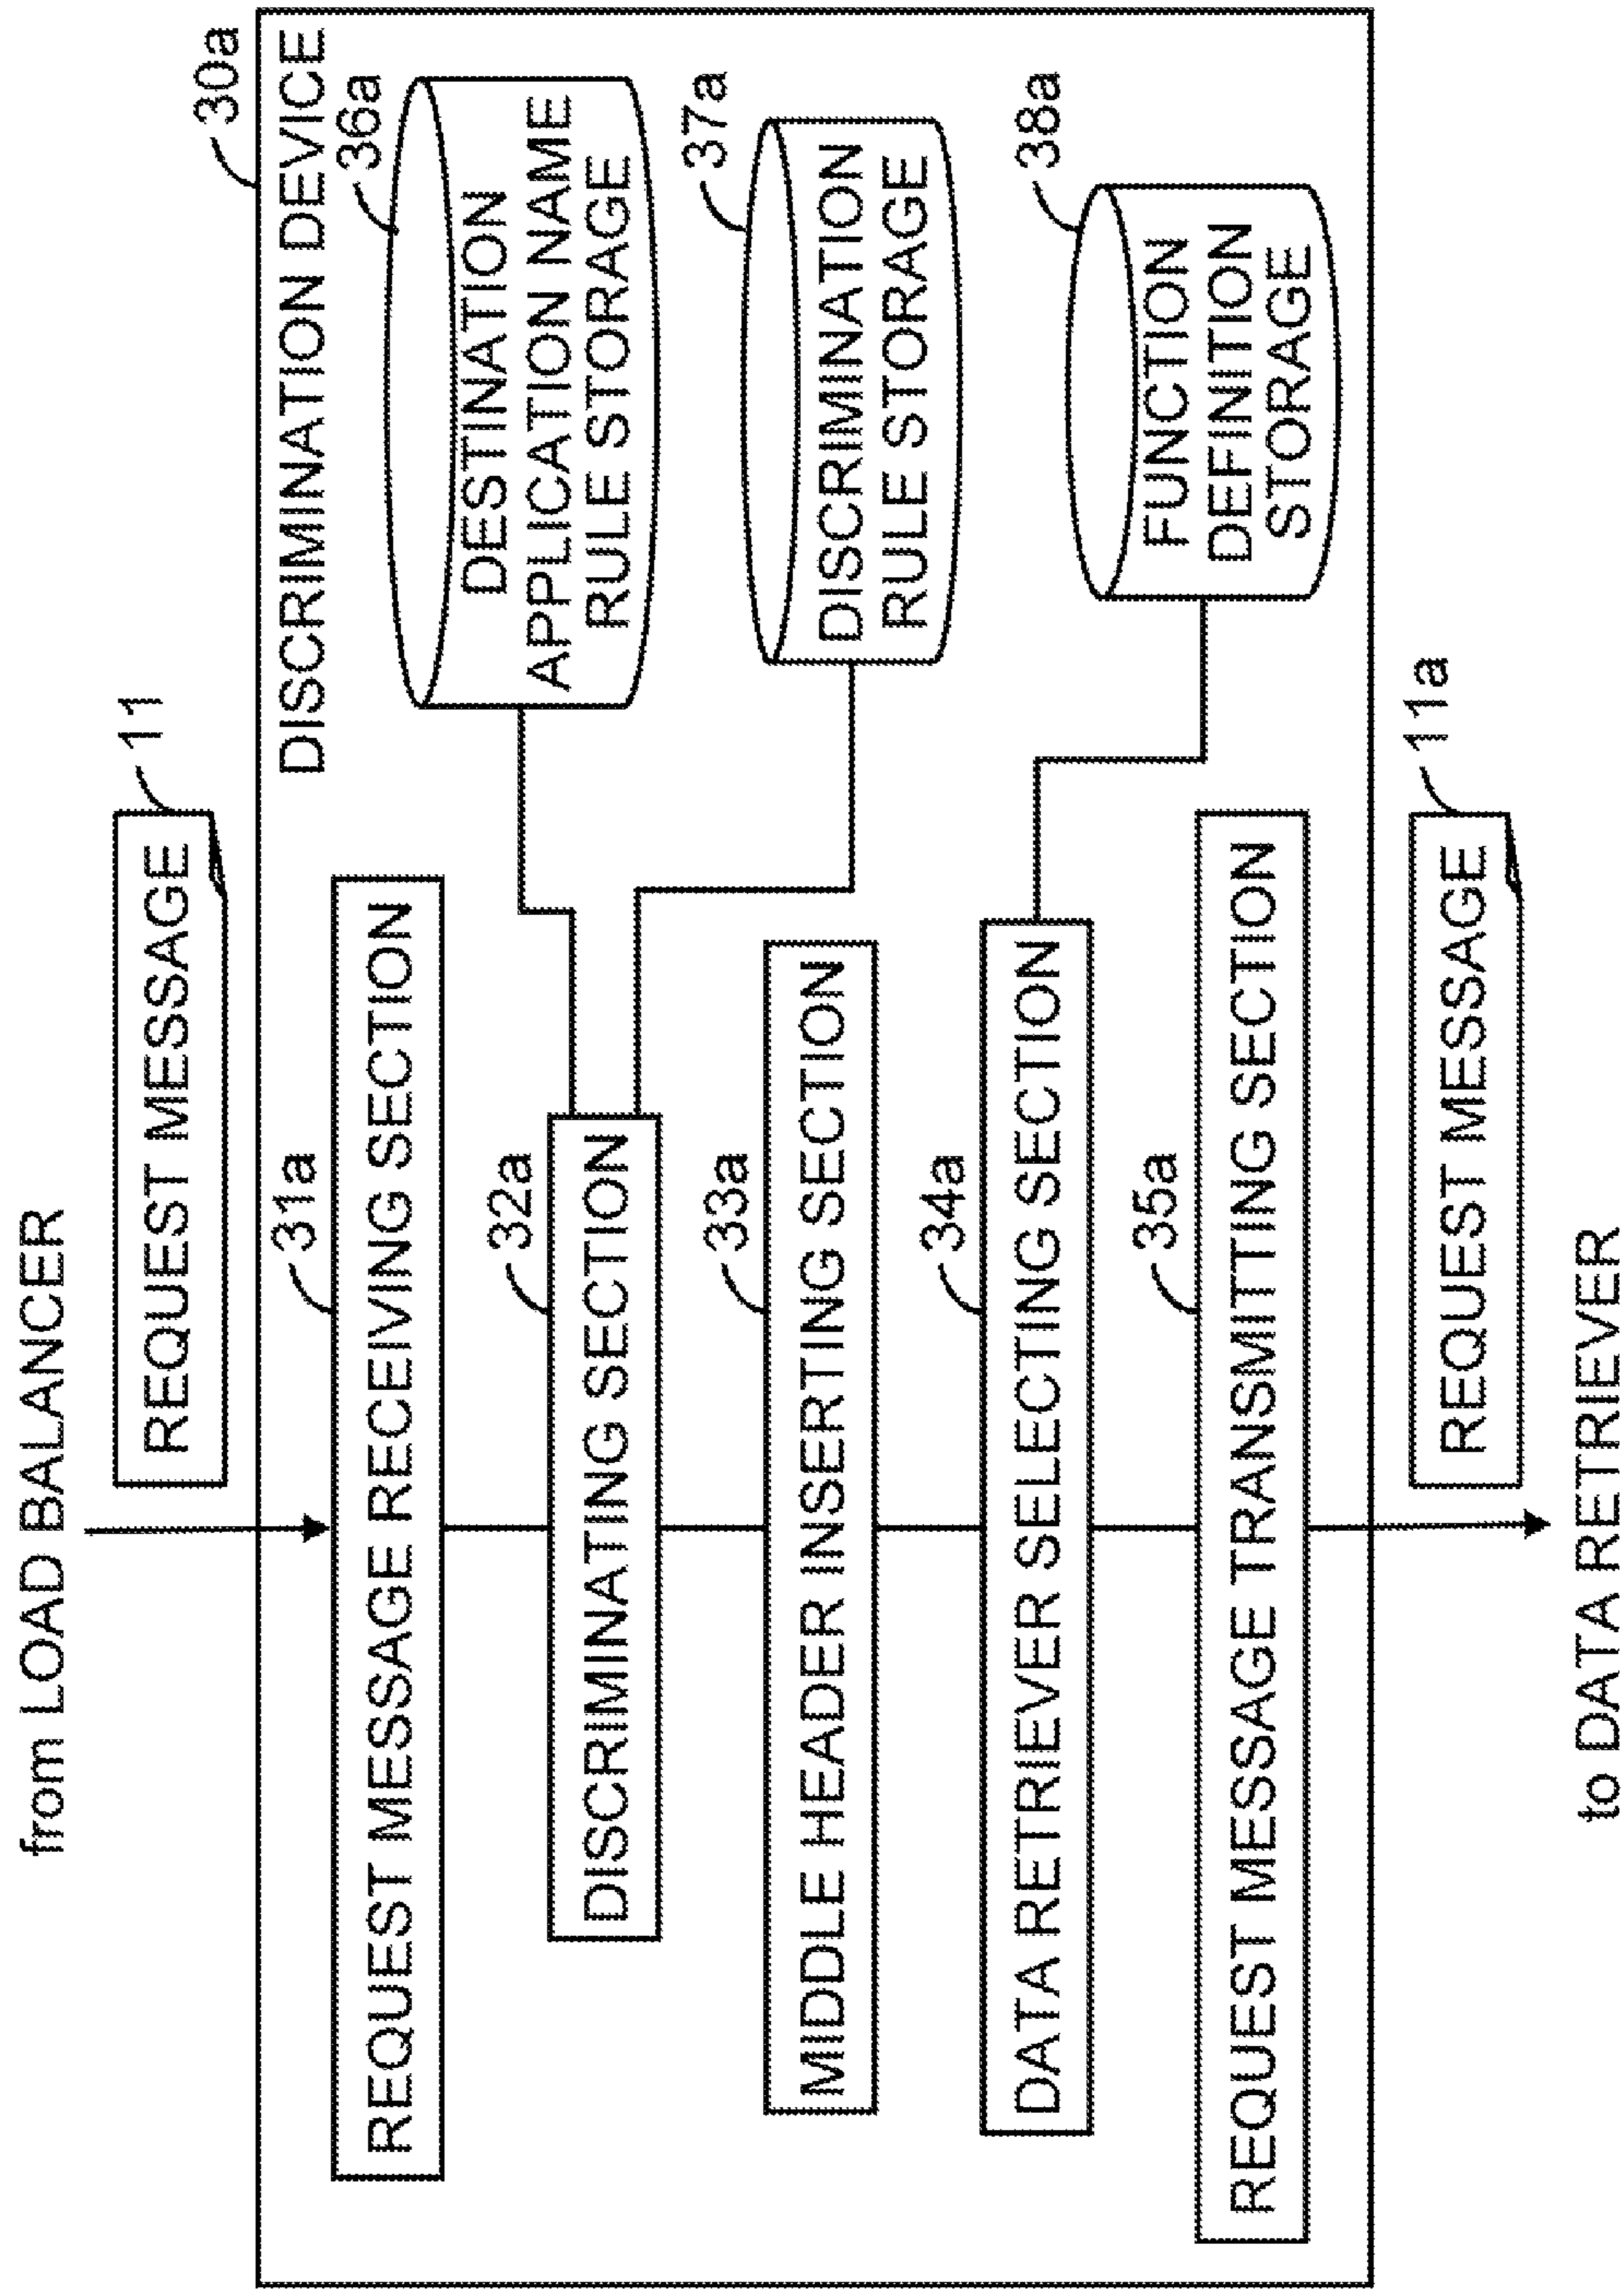 from LOAD BALANCER
REQUEST MESSAGE
11
30a
DISCRIMINATION DEVICE
31a
REQUEST MESSAGE RECEIVING SECTION
36a
DESTINATION
APPLICATION NAME
RULE STORAGE
32a
DISCRIMINATING SECTION
37a
DISCRIMINATION
RULE STORAGE
33a
MIDDLE HEADER INSERTING SECTION
34a
DATA RETRIEVER SELECTING SECTION
38a
FUNCTION
DEFINITION
STORAGE
35a
REQUEST MESSAGE TRANSMITTING SECTION
REQUEST MESSAGE
11a
to DATA RETRIEVER